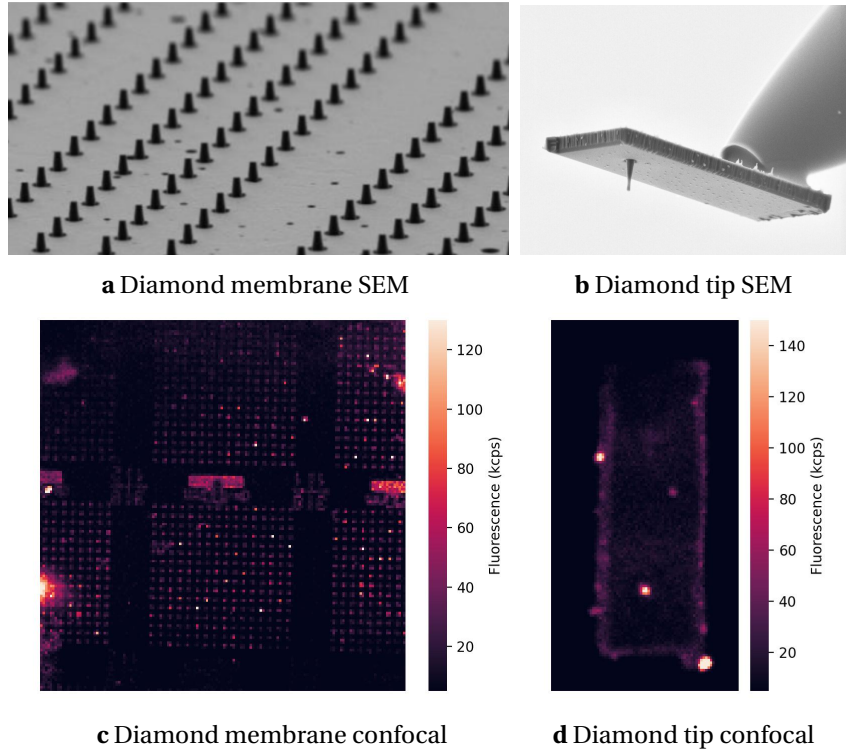 a Diamond membrane SEM
b Diamond tip SEM
120
100
80
60
40
20
Fluorescence (kcps)
140
120
100
80
60
40
20
Fluorescence (kcps)
c Diamond membrane confocal
d Diamond tip confocal